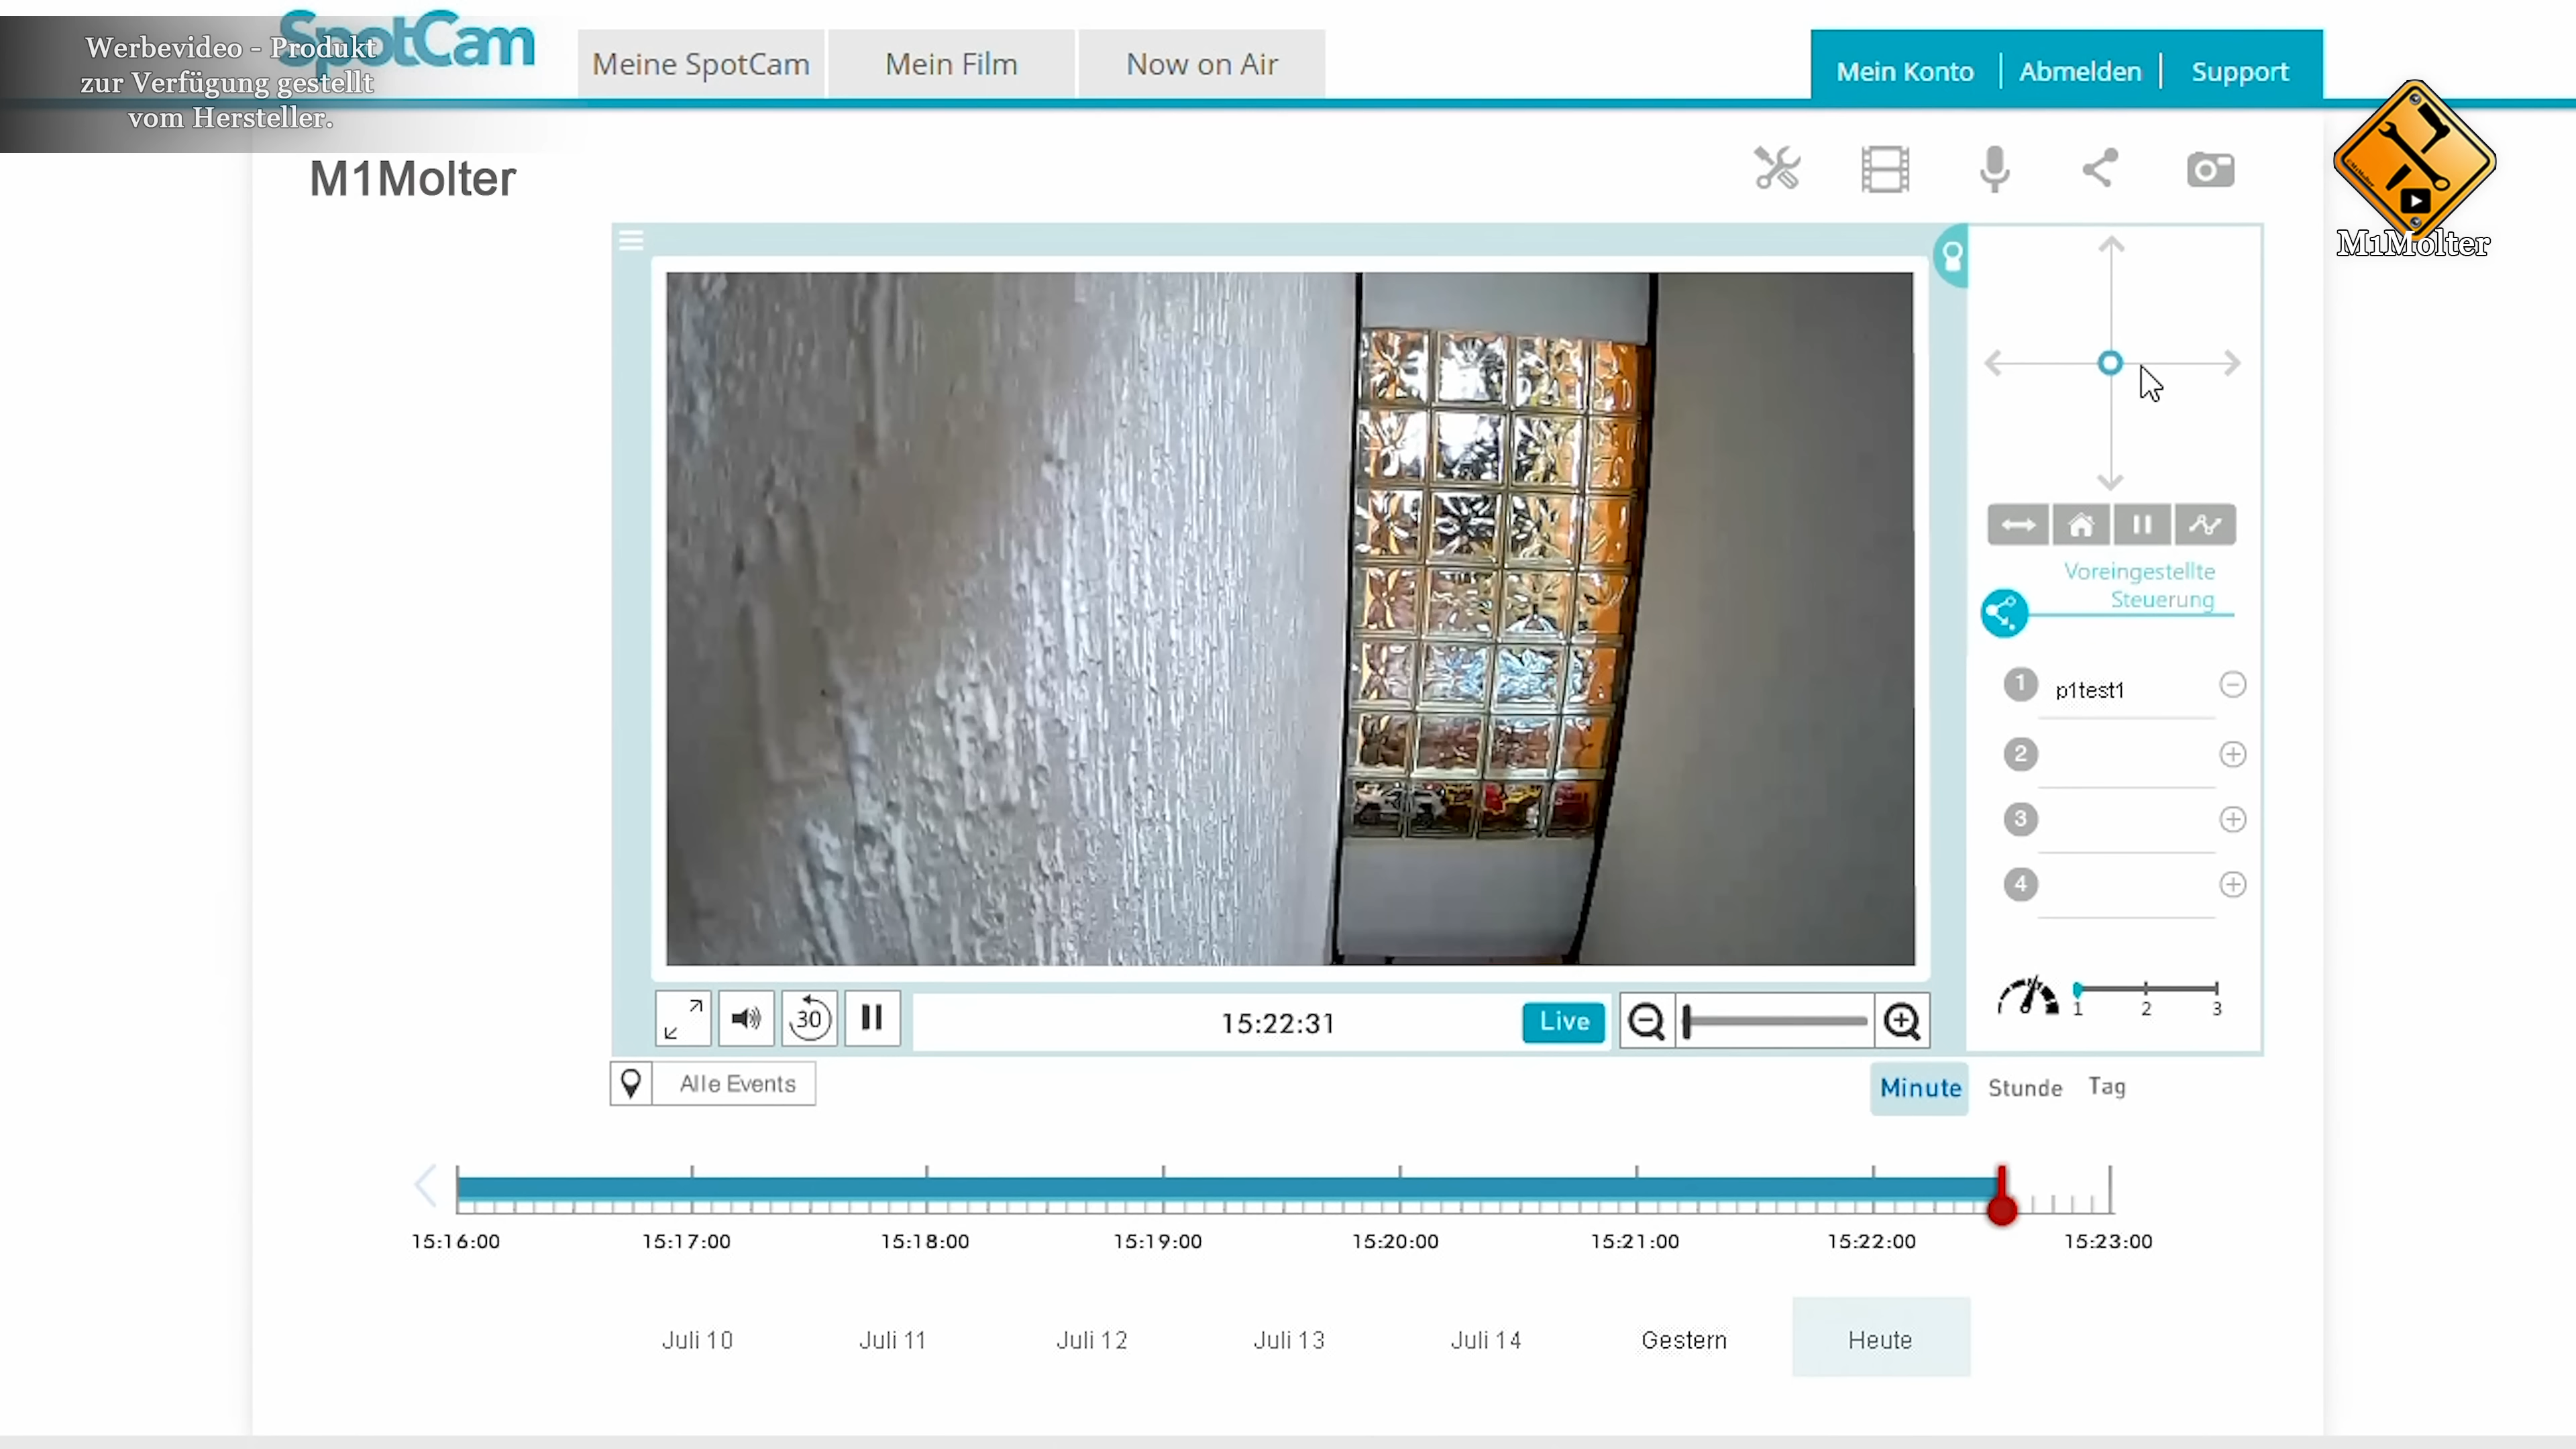 SpotCam
Werbevideo - Produkt
zur Verfügung gestellt
vom Hersteller.
Meine SpotCam
Mein Film
Now on Air
Mein Konto
Abmelden
Support
M1Molter
M1Molter
Voreingestellte
Steuerung
1 p1test1
2
3
4
1 2 3
30
15:22:31
Live
Alle Events
Minute
Stunde
Tag
15:16:00 15:17:00 15:18:00 15:19:00 15:20:00 15:21:00 15:22:00 15:23:00
Juli 10 Juli 11 Juli 12 Juli 13 Juli 14 Gestern Heute